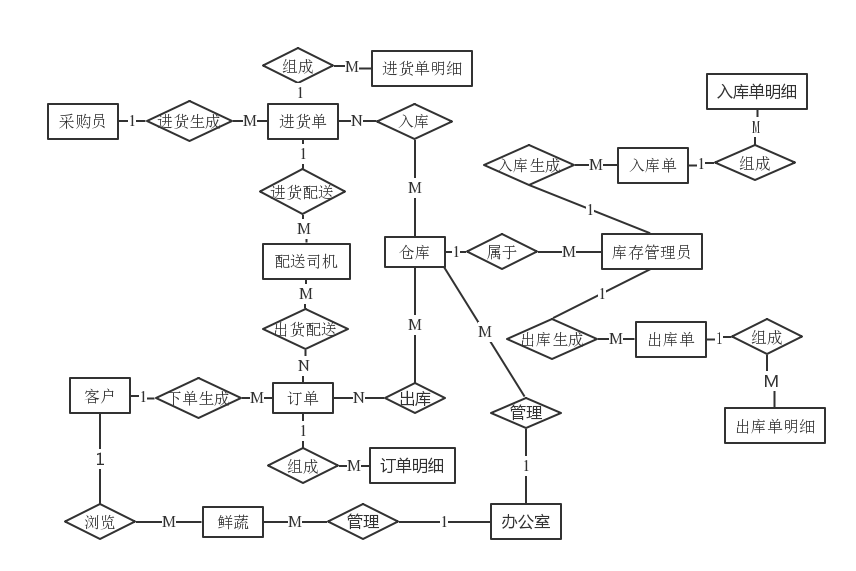 组成
M
进货单明细
1
入库单明细
采购员
1
进货生成
M
进货单
N
入库
M
1
入库生成
M
入库单
1
组成
进货配送
M
1
M
配送司机
仓库
1
属于
M
库存管理员
M
1
出货配送
M
M
出库生成
M
出库单
1
组成
N
M
客户
1
下单生成
M
订单
N
出库
管理
出库单明细
1
1
组成
M
订单明细
1
浏览
M
鲜蔬
M
管理
1
办公室